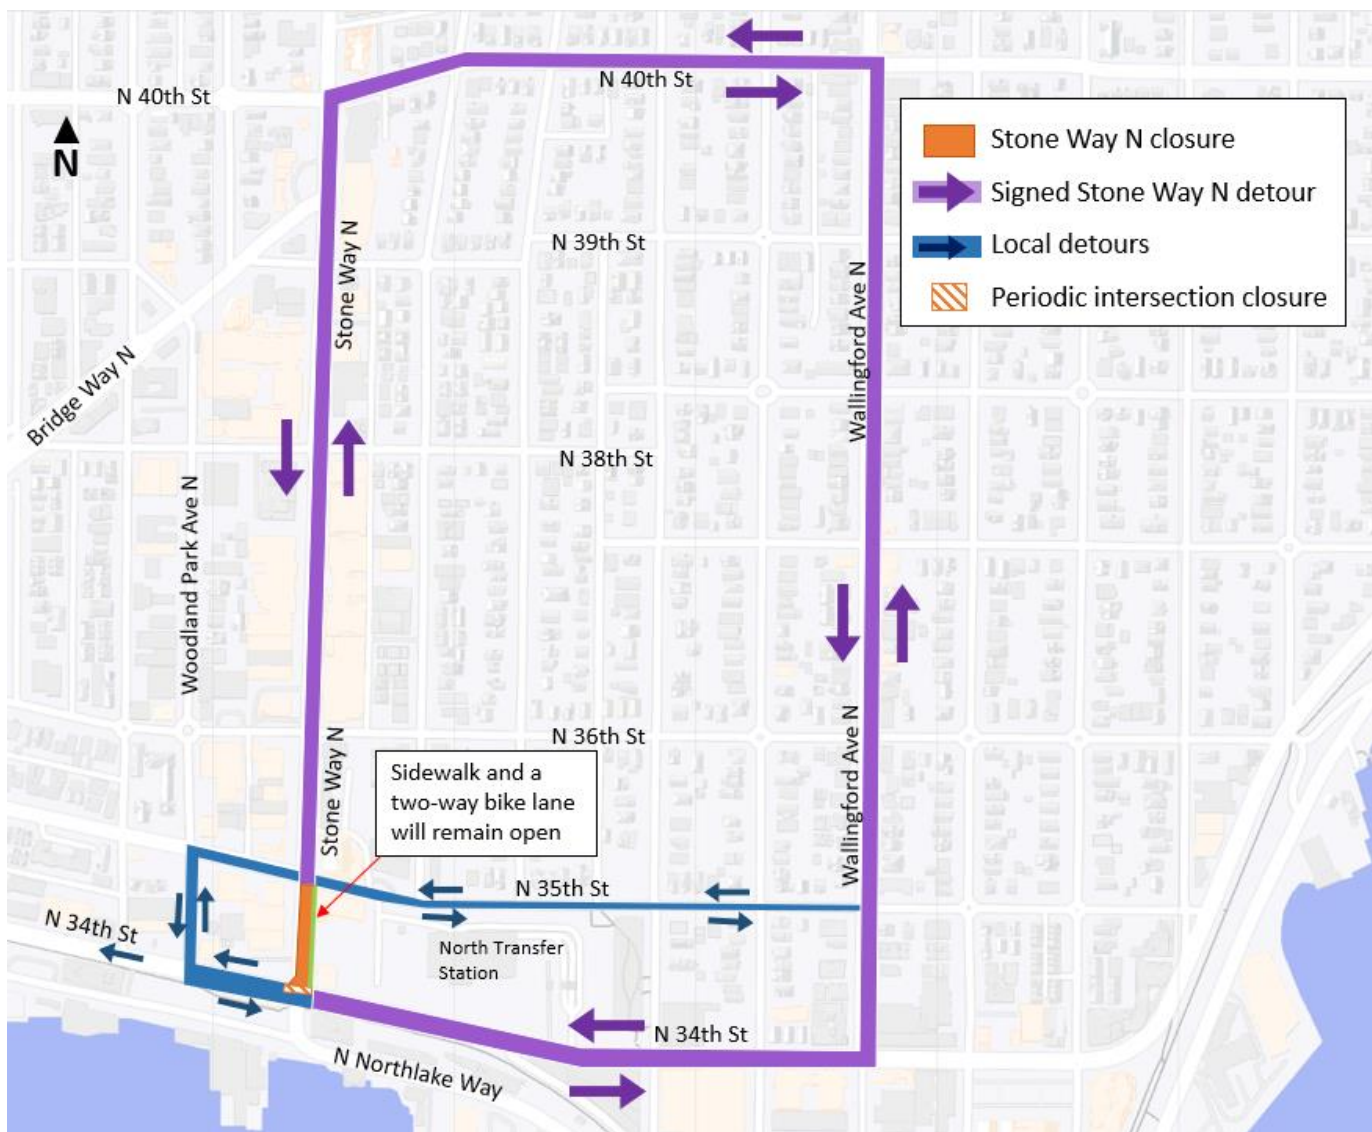 N 40th St
N 40th St
N
Stone Way N closure
Signed Stone Way N detour
Local detours
Periodic intersection closure
N 39th St
Stone Way N
Wallingford Ave N
Bridge Way N
N 38th St
Woodland Park Ave N
N 36th St
Stone Way N
Wallingford Ave N
Sidewalk and a
two-way bike lane
will remain open
N 35th St
N 34th St
North Transfer
Station
N 34th St
N Northlake Way